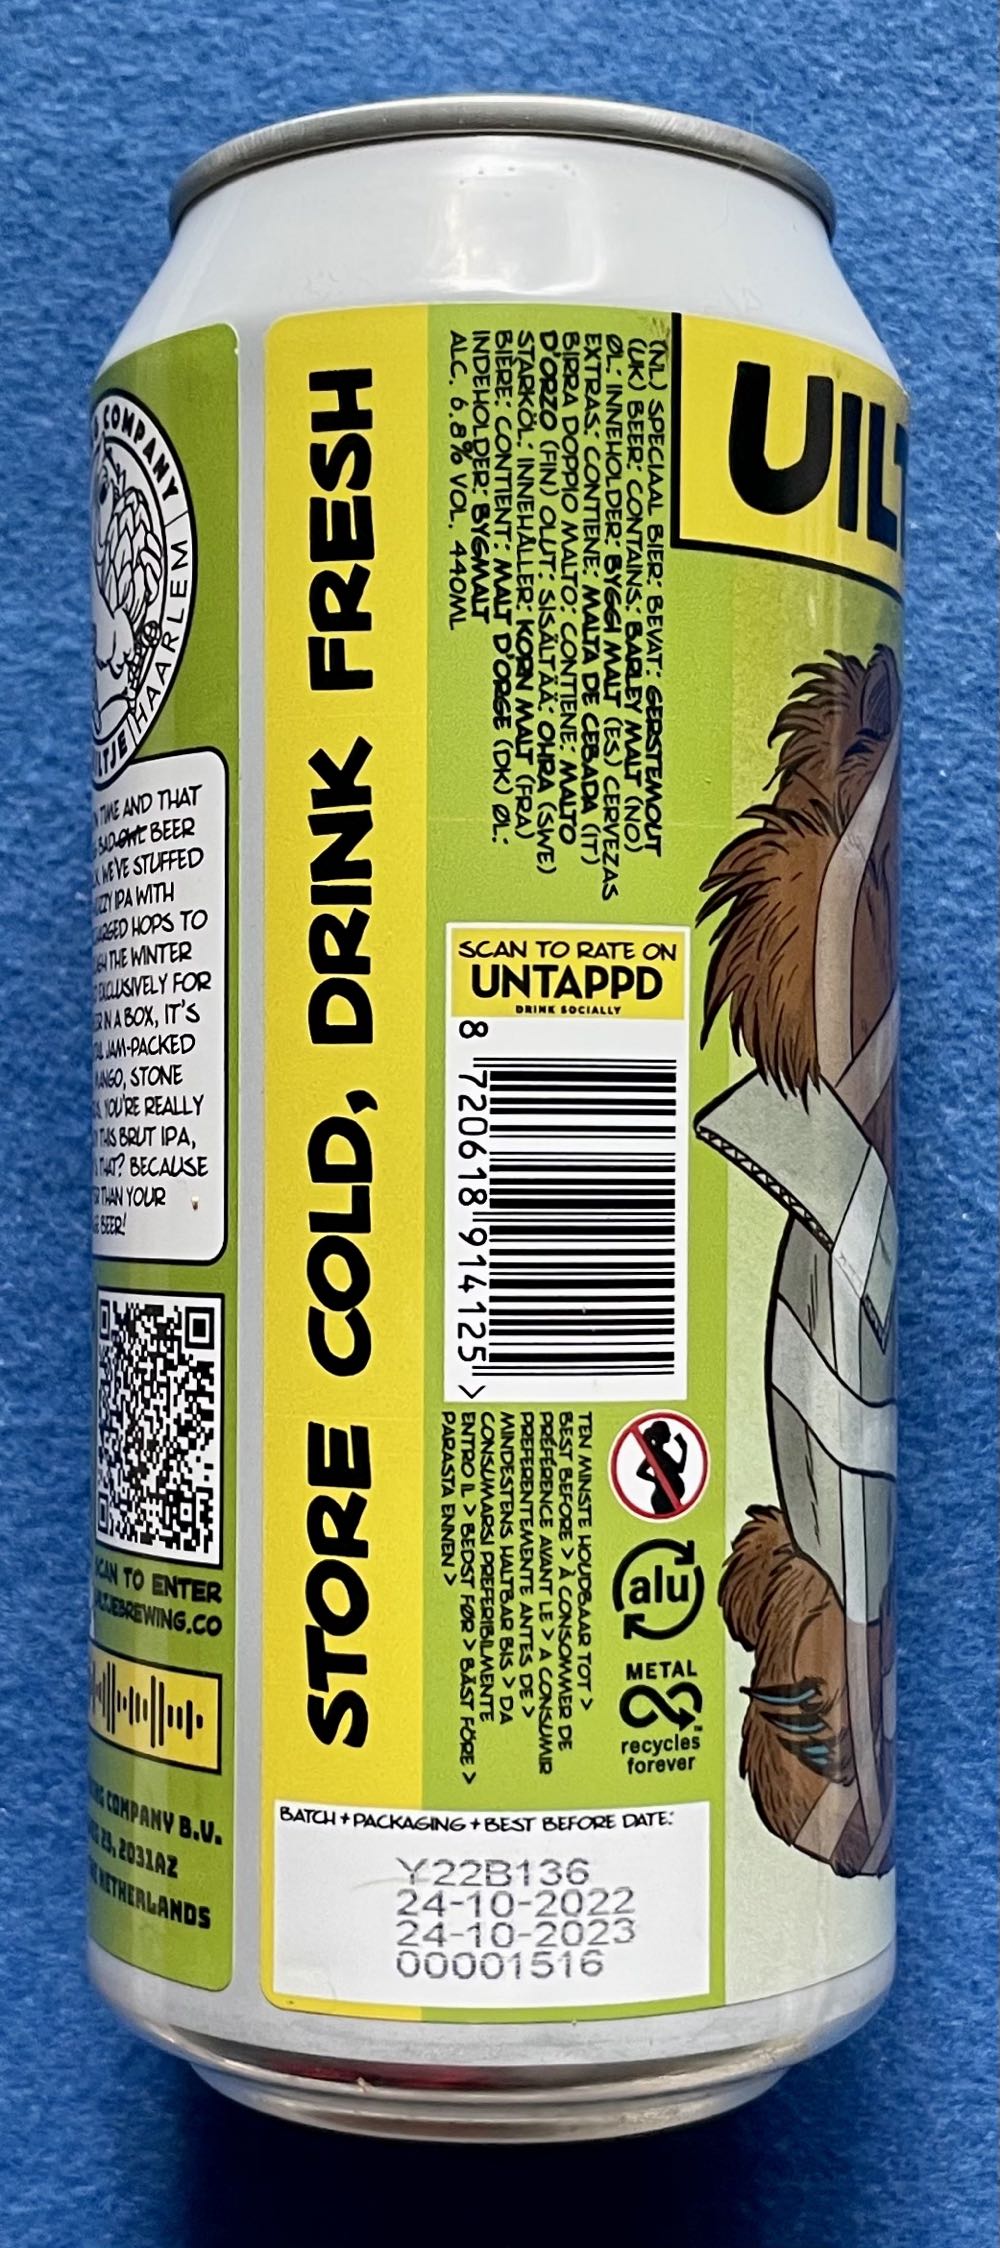 COMPANY
HAARLEM
TIME AND THAT
BAD OWL BEER
WE'VE STUFFED
IPA WITH
HOPS TO
THE WINTER
EXCLUSIVELY FOR
IN A BOX, IT'S
JAM-PACKED
MANGO, STONE
YOU'RE REALLY
THIS BRUT IPA,
THAT? BECAUSE
THAN YOUR
BEER!
SCAN TO ENTER
BREWING.CO
COMPANY B.V.
23, 2031AZ
NETHERLANDS
STORE COLD, DRINK FRESH
(NL) SPECIAAL BIER: BEVAT: GERSTEMOUT
(UK) BEER: CONTAINS: BARLEY MALT (NO)
ØL: INNEHOLDER: BYGGI MALT (ES) CERVEZAS
EXTRAS: CONTIENE: MALTA DE CEBADA (IT)
BIRRA DOPPIO MALTO: CONTIENE: MALTO
D'ORZO (FIN) OLUT: SISÄLTÄÄ: OHRA (SWE)
STARKÖL: INNEHÅLLER: KORN MALT (FRA)
BIÈRE: CONTIENT: MALT D'ORGE (DK) ØL:
INDEHOLDER: BYGMALT
ALC. 6.8% VOL. 440ML
SCAN TO RATE ON
UNTAPPD
DRINK SOCIALLY
8 720618 914125 >
TEN MINSTE HOUDBAAR TOT >
BEST BEFORE > À CONSOMMER DE
PRÉFÉRENCE AVANT LE > A CONSUMIR
PREFERENTEMENTE ANTES DE >
MINDESTENS HALTBAR BIS > DA
CONSUMARSI PREFERIBILMENTE
ENTRO IL > BEDST FØR > BÄST FÖRE >
PARASTA ENNEN >
alu
METAL
recycles
forever
BATCH + PACKAGING + BEST BEFORE DATE:
Y22B136
24-10-2022
24-10-2023
00001516
UIL